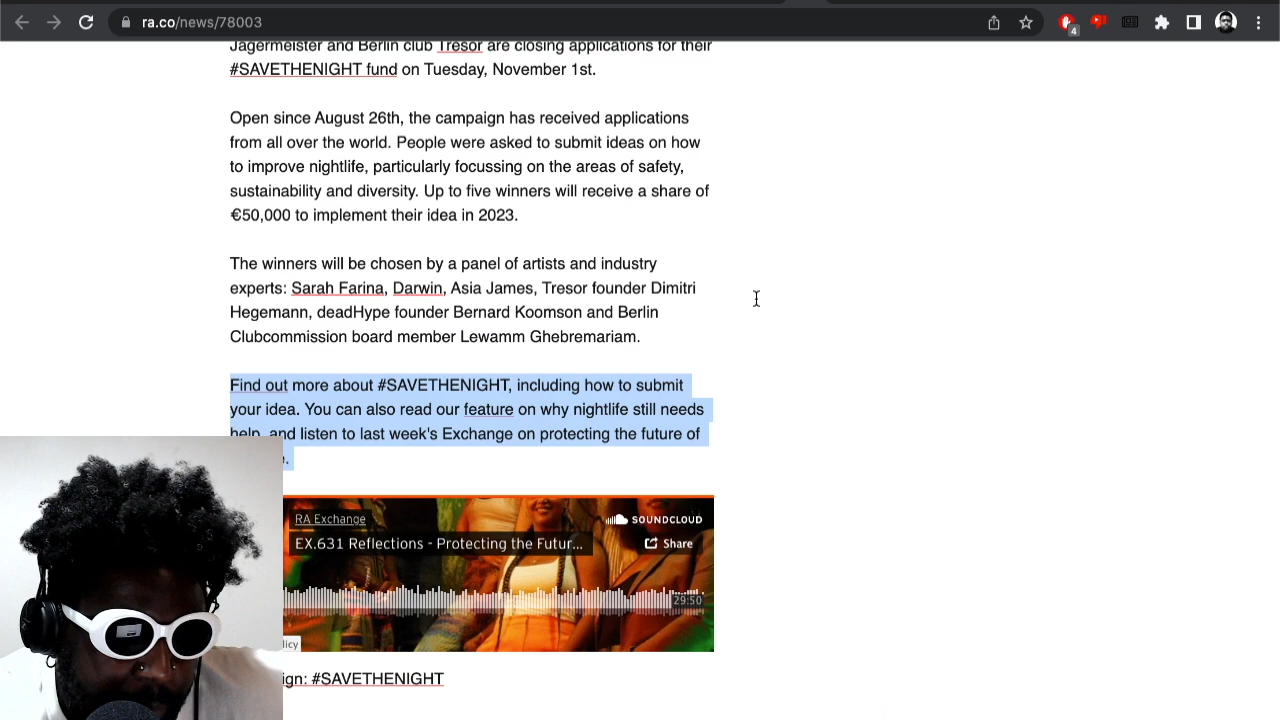 ra.co/news/78003
4
Jägermeister and Berlin club Tresor are closing applications for their
#SAVETHENIGHT fund on Tuesday, November 1st.
Open since August 26th, the campaign has received applications
from all over the world. People were asked to submit ideas on how
to improve nightlife, particularly focussing on the areas of safety,
sustainability and diversity. Up to five winners will receive a share of
€50,000 to implement their idea in 2023.
The winners will be chosen by a panel of artists and industry
experts: Sarah Farina, Darwin, Asia James, Tresor founder Dimitri
Hegemann, deadHype founder Bernard Koomson and Berlin
Clubcommission board member Lewamm Ghebremariam.
Find out more about #SAVETHENIGHT, including how to submit
your idea. You can also read our feature on why nightlife still needs
help, and listen to last week's Exchange on protecting the future of
RA Exchange
SOUNDCLOUD
EX.631 Reflections - Protecting the Futur...
Share
29:50
licy
ign: #SAVETHENIGHT